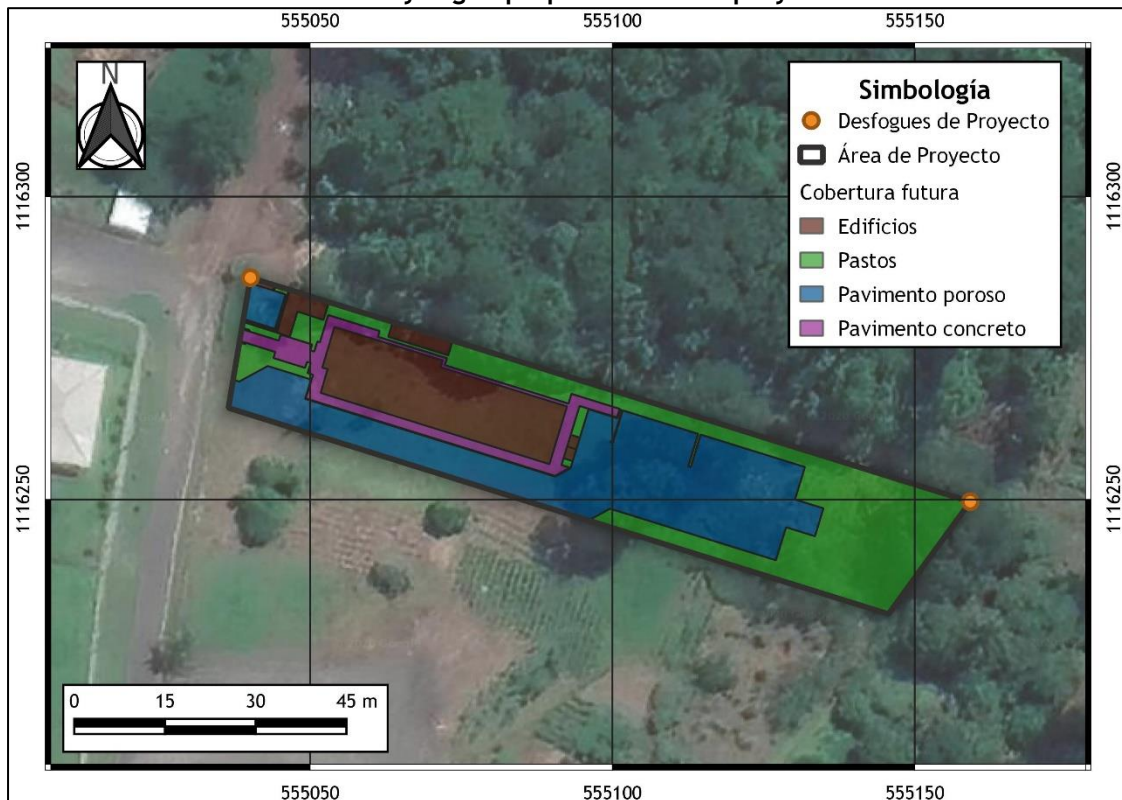 555050 555100 555150
N
Simbología
Desfogues de Proyecto
Área de Proyecto
Cobertura futura
Edificios
Pastos
Pavimento poroso
Pavimento concreto
1116300 1116300
1116250 1116250
0 15 30 45 m
555050 555100 555150